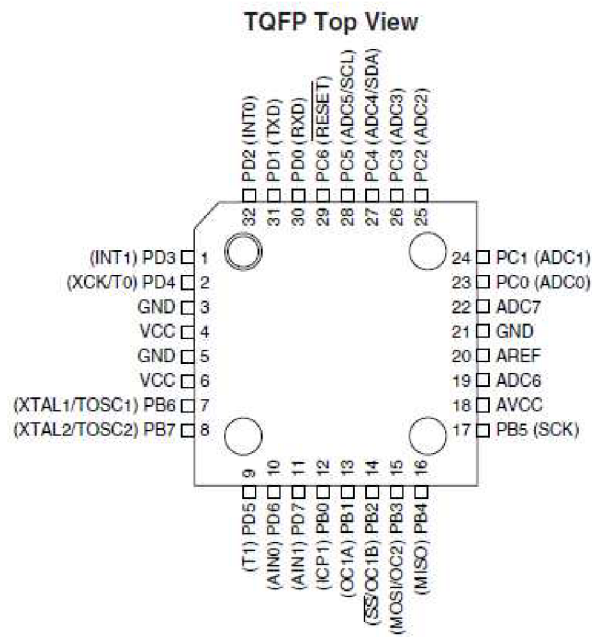 TQFP Top View
PD2 (INT0)
PD1 (TXD)
PD0 (RXD)
PC6 (RESET)
PC5 (ADC5/SCL)
PC4 (ADC4/SDA)
PC3 (ADC3)
PC2 (ADC2)
32 31 30 29 28 27 26 25
(INT1) PD3 1
(XCK/T0) PD4 2
GND 3
VCC 4
GND 5
VCC 6
(XTAL1/TOSC1) PB6 7
(XTAL2/TOSC2) PB7 8
24 PC1 (ADC1)
23 PC0 (ADC0)
22 ADC7
21 GND
20 AREF
19 ADC6
18 AVCC
17 PB5 (SCK)
9 10 11 12 13 14 15 16
(T1) PD5
(AIN0) PD6
(AIN1) PD7
(ICP1) PB0
(OC1A) PB1
(SS/OC1B) PB2
(MOSI/OC2) PB3
(MISO) PB4